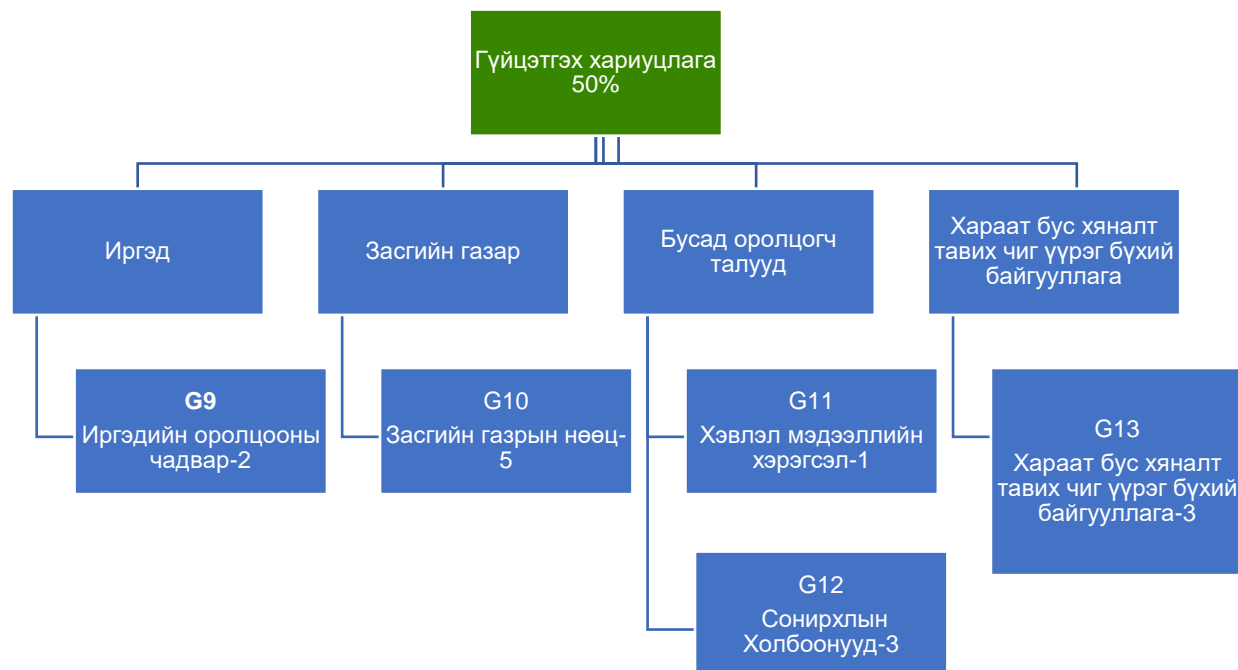 Гүйцэтгэх хариуцлага
50%
Иргэд
Засгийн газар
Бусад оролцогч
талууд
Хараат бус хяналт
тавих чиг үүрэг бүхий
байгууллага
G9
Иргэдийн оролцооны
чадвар-2
G10
Засгийн газрын нөөц-
5
G11
Хэвлэл мэдээллийн
хэрэгсэл-1
G13
Хараат бус хяналт
тавих чиг үүрэг бүхий
байгууллага-3
G12
Сонирхлын
Холбоонууд-3